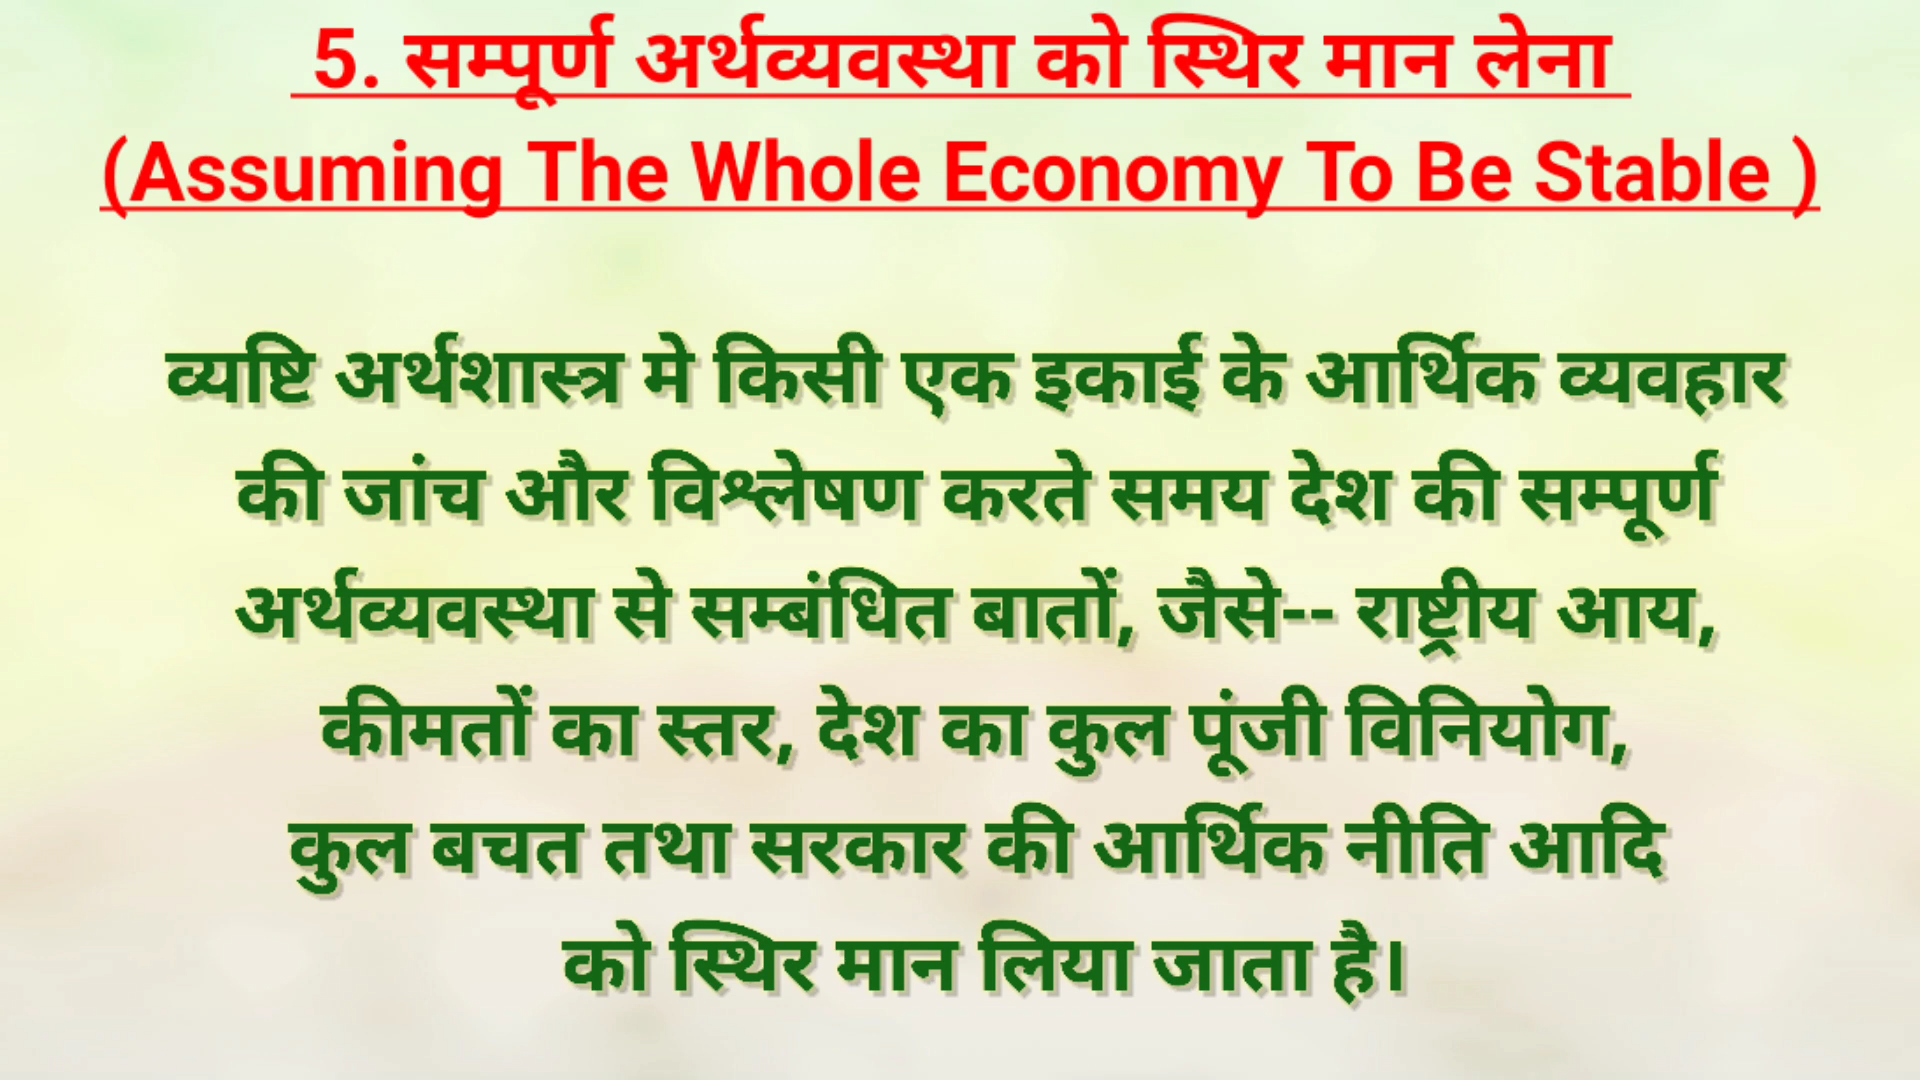 5. सम्पूर्ण अर्थव्यवस्था को स्थिर मान लेना
(Assuming The Whole Economy To Be Stable )
व्यष्टि अर्थशास्त्र मे किसी एक इकाई के आर्थिक व्यवहार
की जांच और विश्लेषण करते समय देश की सम्पूर्ण
अर्थव्यवस्था से सम्बंधित बातों, जैसे-- राष्ट्रीय आय,
कीमतों का स्तर, देश का कुल पूंजी विनियोग,
कुल बचत तथा सरकार की आर्थिक नीति आदि
को स्थिर मान लिया जाता है।